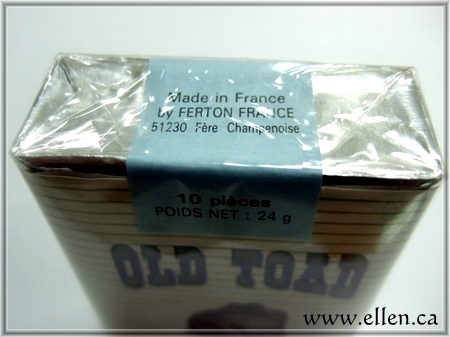 Made in France
by FERTON FRANCE
51230 Fère Champenoise
10 pièces
POIDS NET : 24 g
OLD TOAD
www.ellen.ca